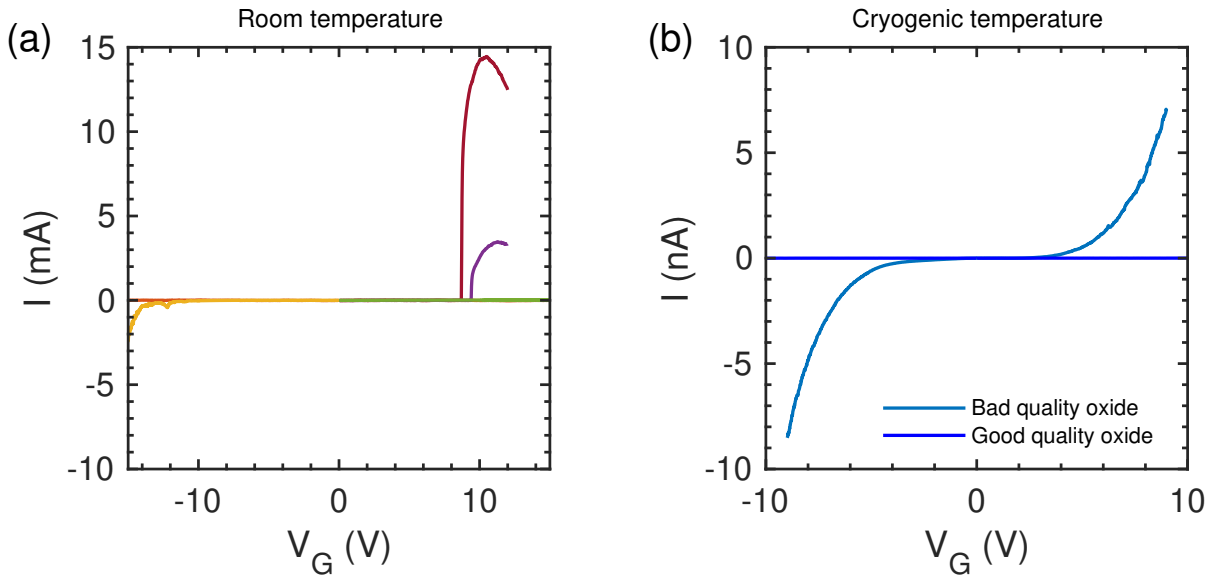 (a)
Room temperature
15
10
5
0
-5
-10
I (mA)
-10 0 10
V_G (V)
(b)
Cryogenic temperature
10
5
0
-5
-10
I (nA)
Bad quality oxide
Good quality oxide
-10 0 10
V_G (V)